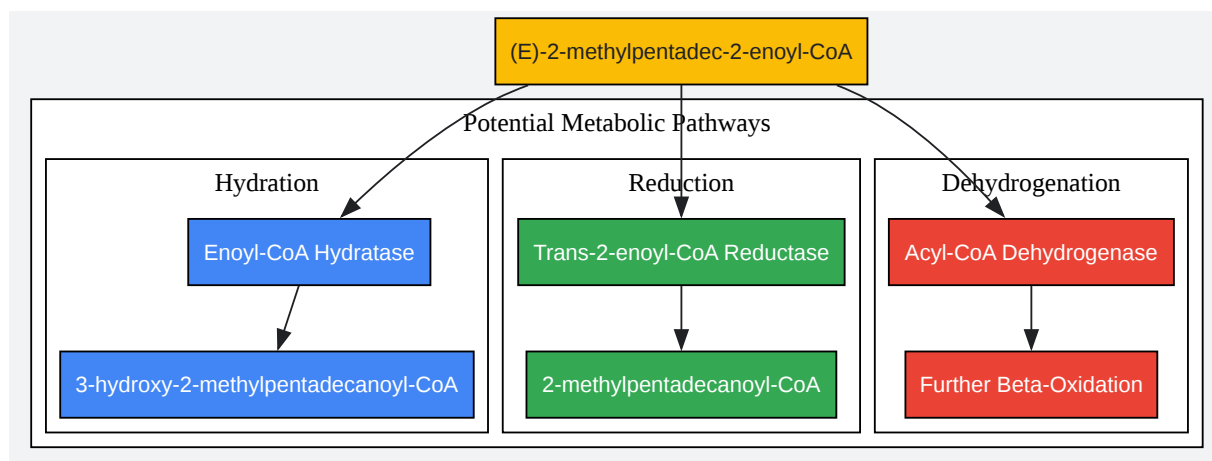 (E)-2-methylpentadec-2-enoyl-CoA
Potential Metabolic Pathways
Hydration
Reduction
Dehydrogenation
Enoyl-CoA Hydratase
Trans-2-enoyl-CoA Reductase
Acyl-CoA Dehydrogenase
3-hydroxy-2-methylpentadecanoyl-CoA
2-methylpentadecanoyl-CoA
Further Beta-Oxidation